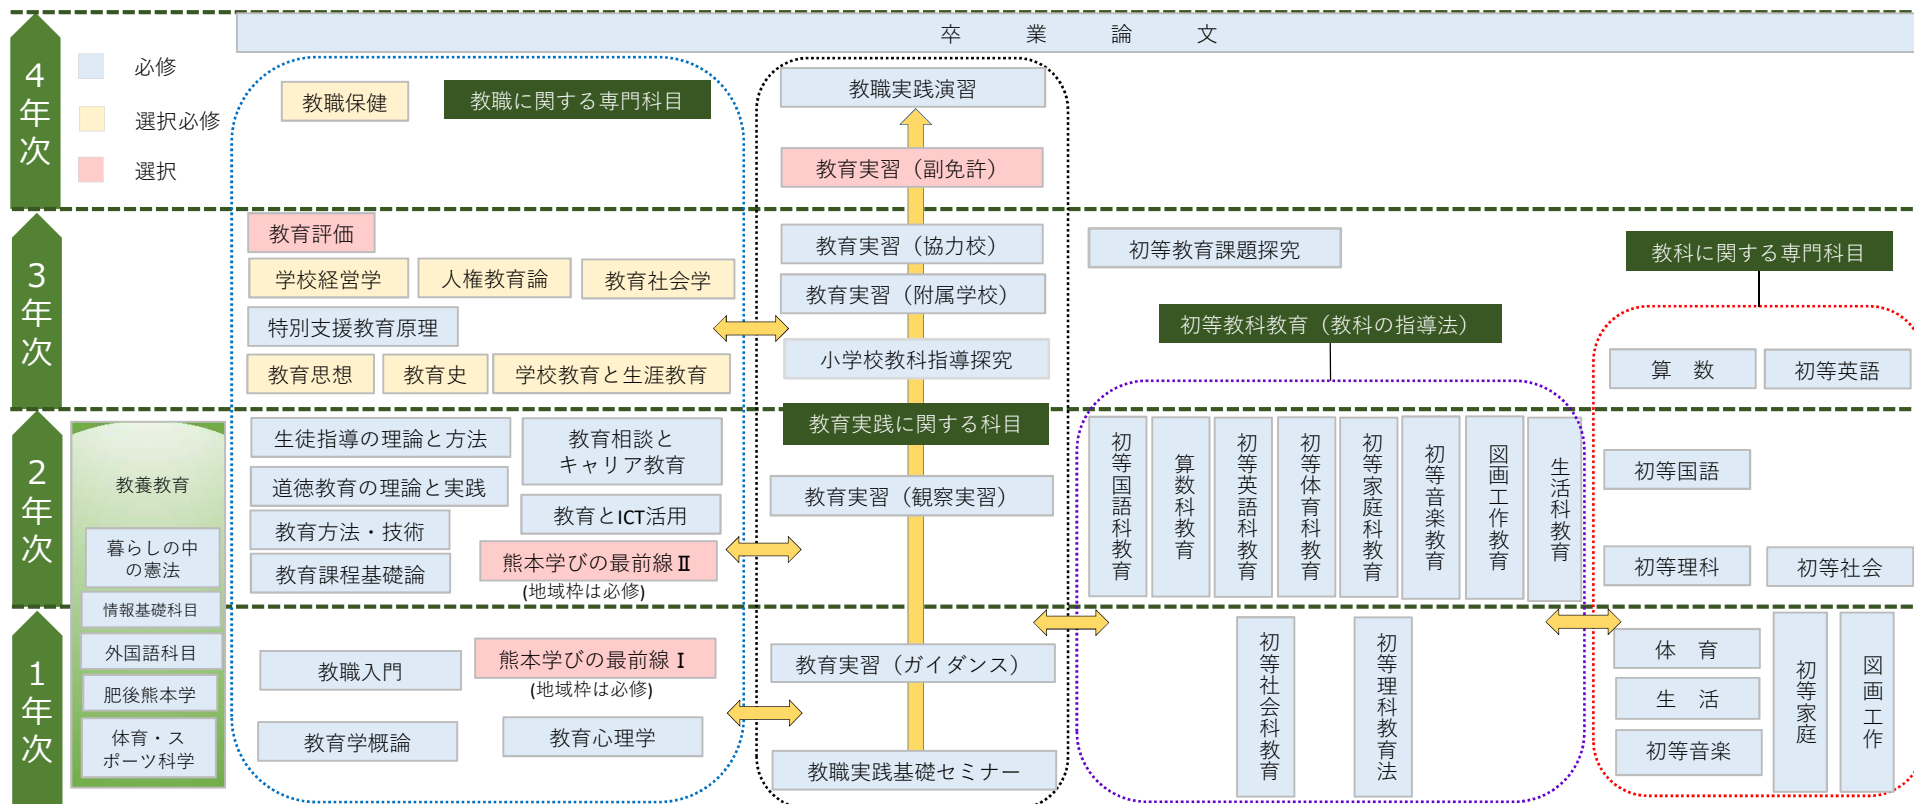 卒 業 論 文
4年次
必修
選択必修
選択
教職保健
教職に関する専門科目
教職実践演習
教育実習（副免許）
3年次
教育評価
学校経営学
人権教育論
教育社会学
特別支援教育原理
教育思想
教育史
学校教育と生涯教育
教育実習（協力校）
教育実習（附属学校）
小学校教科指導探究
初等教育課題探究
初等教科教育（教科の指導法）
教科に関する専門科目
算 数
初等英語
教育実践に関する科目
2年次
教養教育
暮らしの中
の憲法
情報基礎科目
外国語科目
肥後熊本学
体育・ス
ポーツ科学
生徒指導の理論と方法
教育相談と
キャリア教育
道徳教育の理論と実践
教育とICT活用
教育方法・技術
教育課程基礎論
熊本学びの最前線Ⅱ
(地域枠は必修)
教育実習（観察実習）
初等国語科教育
算数科教育
初等英語科教育
初等体育科教育
初等家庭科教育
初等音楽教育
図画工作教育
生活科教育
初等国語
初等理科
初等社会
1年次
教職入門
熊本学びの最前線Ⅰ
(地域枠は必修)
教育学概論
教育心理学
教育実習（ガイダンス）
教職実践基礎セミナー
初等社会科教育
初等理科教育法
体 育
生 活
初等音楽
初等家庭
図画工作